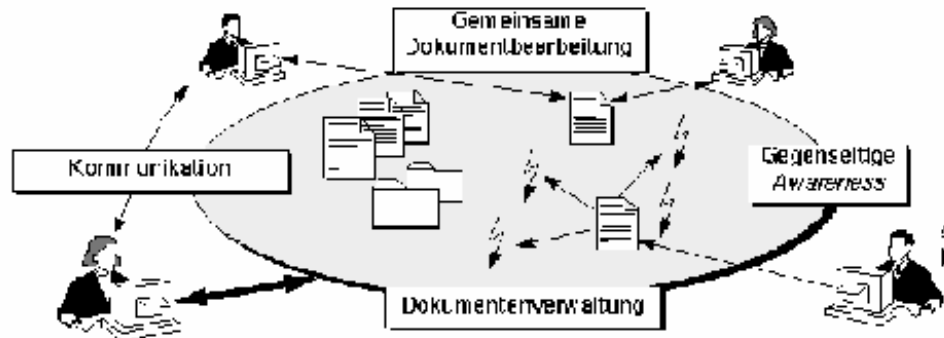 Gemeinsame
Dokumentbearbeitung
Kommunikation
Gegenseitige
Awareness
Dokumentenverwaltung